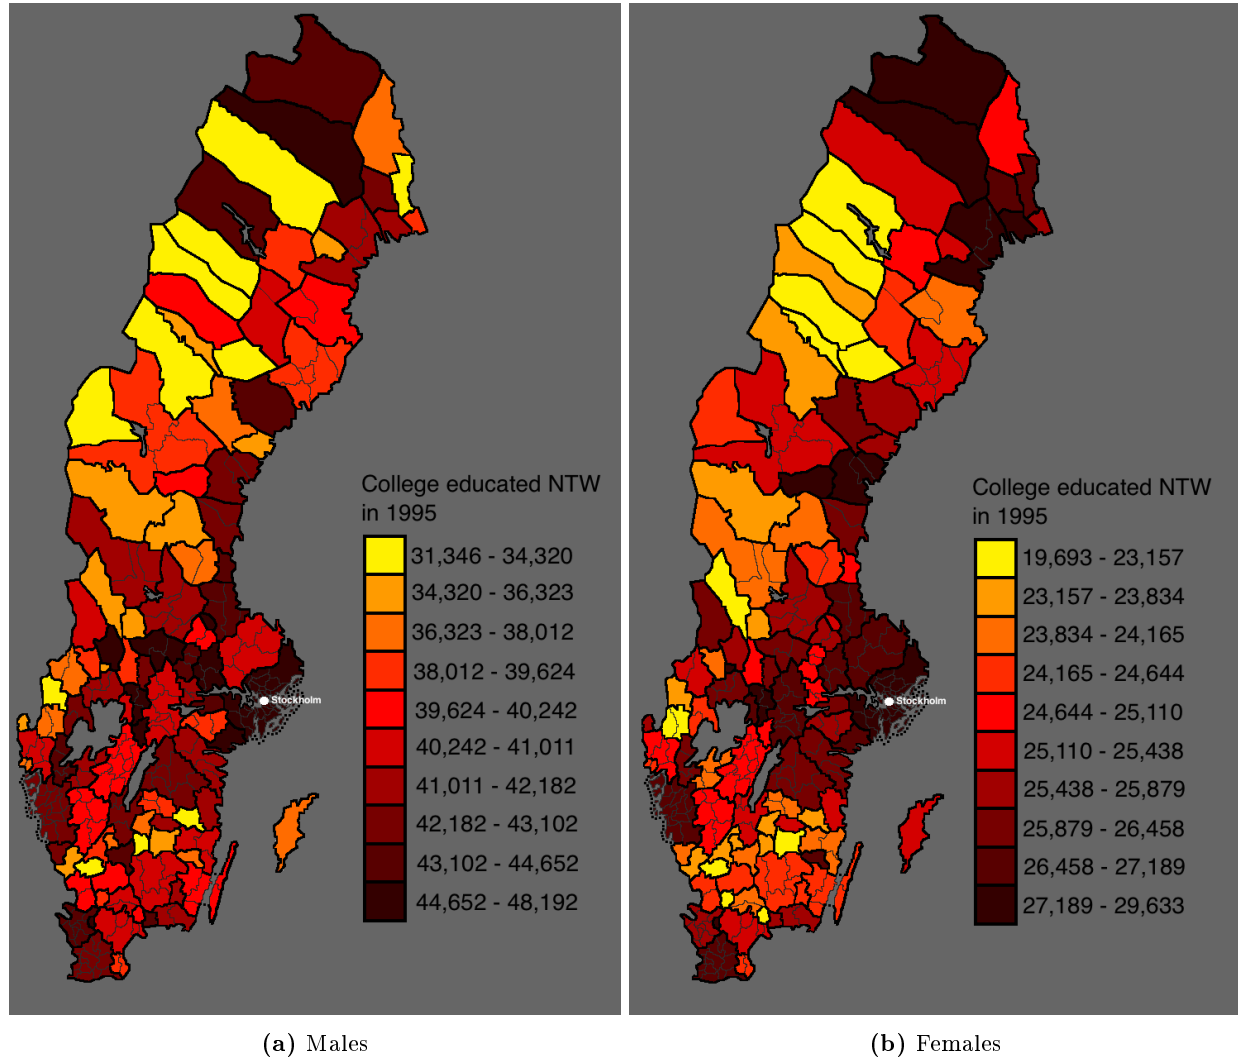 Stockholm
College educated NTW
in 1995
31,346 - 34,320
34,320 - 36,323
36,323 - 38,012
38,012 - 39,624
39,624 - 40,242
40,242 - 41,011
41,011 - 42,182
42,182 - 43,102
43,102 - 44,652
44,652 - 48,192
(a) Males
Stockholm
College educated NTW
in 1995
19,693 - 23,157
23,157 - 23,834
23,834 - 24,165
24,165 - 24,644
24,644 - 25,110
25,110 - 25,438
25,438 - 25,879
25,879 - 26,458
26,458 - 27,189
27,189 - 29,633
(b) Females